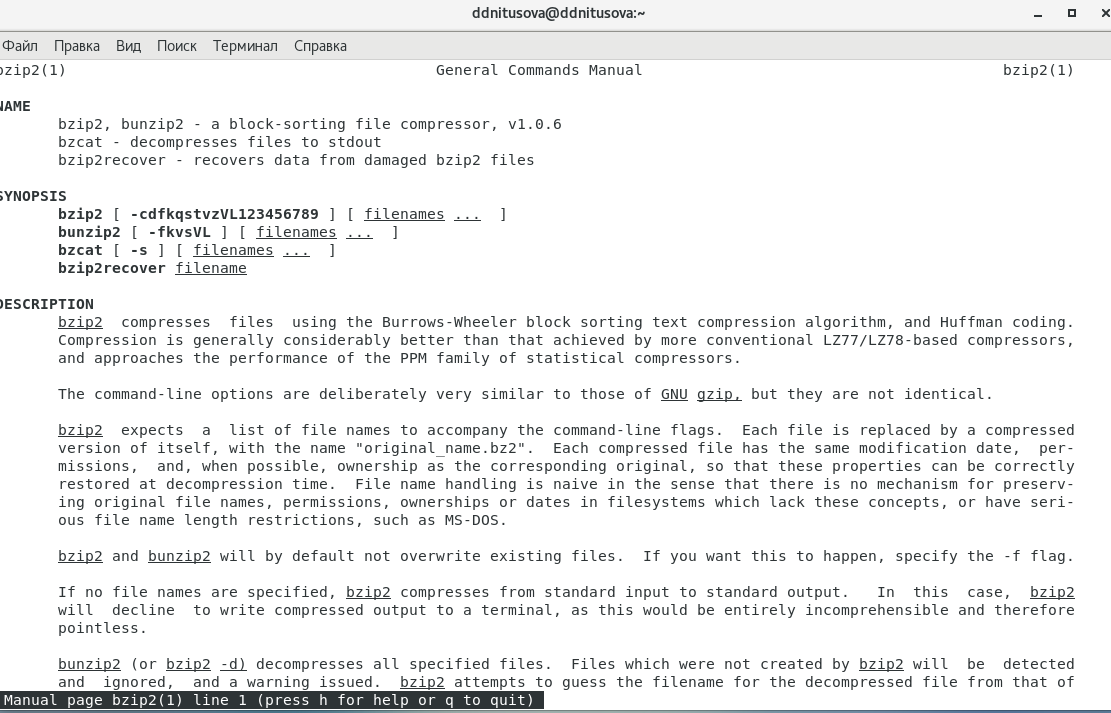 ddnitusova@ddnitusova:~
Файл Правка Вид Поиск Терминал Справка
bzip2(1) General Commands Manual bzip2(1)
NAME
bzip2, bunzip2 - a block-sorting file compressor, v1.0.6
bzcat - decompresses files to stdout
bzip2recover - recovers data from damaged bzip2 files
SYNOPSIS
bzip2 [ -cdfkqstvzVL123456789 ] [ filenames ... ]
bunzip2 [ -fkvsVL ] [ filenames ... ]
bzcat [ -s ] [ filenames ... ]
bzip2recover filename
DESCRIPTION
bzip2 compresses files using the Burrows-Wheeler block sorting text compression algorithm, and Huffman coding.
Compression is generally considerably better than that achieved by more conventional LZ77/LZ78-based compressors,
and approaches the performance of the PPM family of statistical compressors.
The command-line options are deliberately very similar to those of GNU gzip, but they are not identical.
bzip2 expects a list of file names to accompany the command-line flags. Each file is replaced by a compressed
version of itself, with the name "original_name.bz2". Each compressed file has the same modification date, per-
missions, and, when possible, ownership as the corresponding original, so that these properties can be correctly
restored at decompression time. File name handling is naive in the sense that there is no mechanism for preserv-
ing original file names, permissions, ownerships or dates in filesystems which lack these concepts, or have seri-
ous file name length restrictions, such as MS-DOS.
bzip2 and bunzip2 will by default not overwrite existing files. If you want this to happen, specify the -f flag.
If no file names are specified, bzip2 compresses from standard input to standard output. In this case, bzip2
will decline to write compressed output to a terminal, as this would be entirely incomprehensible and therefore
pointless.
bunzip2 (or bzip2 -d) decompresses all specified files. Files which were not created by bzip2 will be detected
and ignored, and a warning issued. bzip2 attempts to guess the filename for the decompressed file from that of
Manual page bzip2(1) line 1 (press h for help or q to quit)